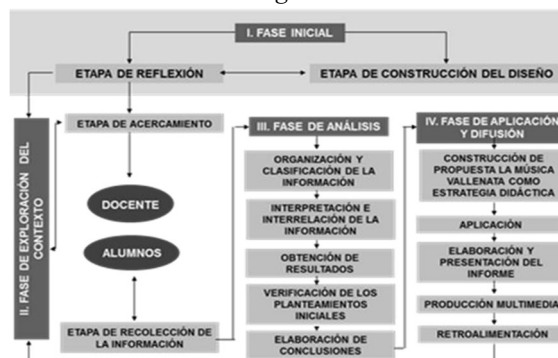 I. FASE INICIAL
ETAPA DE REFLEXIÓN
ETAPA DE CONSTRUCCIÓN DEL DISEÑO
II. FASE DE EXPLORACIÓN DEL
CONTEXTO
ETAPA DE ACERCAMIENTO
DOCENTE
ALUMNOS
ETAPA DE RECOLECCIÓN DE
LA INFORMACIÓN
III. FASE DE ANÁLISIS
ORGANIZACIÓN Y
CLASIFICACIÓN DE LA
INFORMACIÓN
INTERPRETACIÓN E
INTERRELACIÓN DE LA
INFORMACIÓN
OBTENCIÓN DE
RESULTADOS
VERIFICACIÓN DE LOS
PLANTEAMIENTOS
INICIALES
ELABORACIÓN DE
CONCLUSIONES
IV. FASE DE APLICACIÓN
Y DIFUSIÓN
CONSTRUCCIÓN DE
PROPUESTA LA MÚSICA
VALLENATA COMO
ESTRATEGIA DIDÁCTICA
APLICACIÓN
ELABORACIÓN Y
PRESENTACIÓN DEL
INFORME
PRODUCCIÓN MULTIMEDIA
RETROALIMENTACIÓN